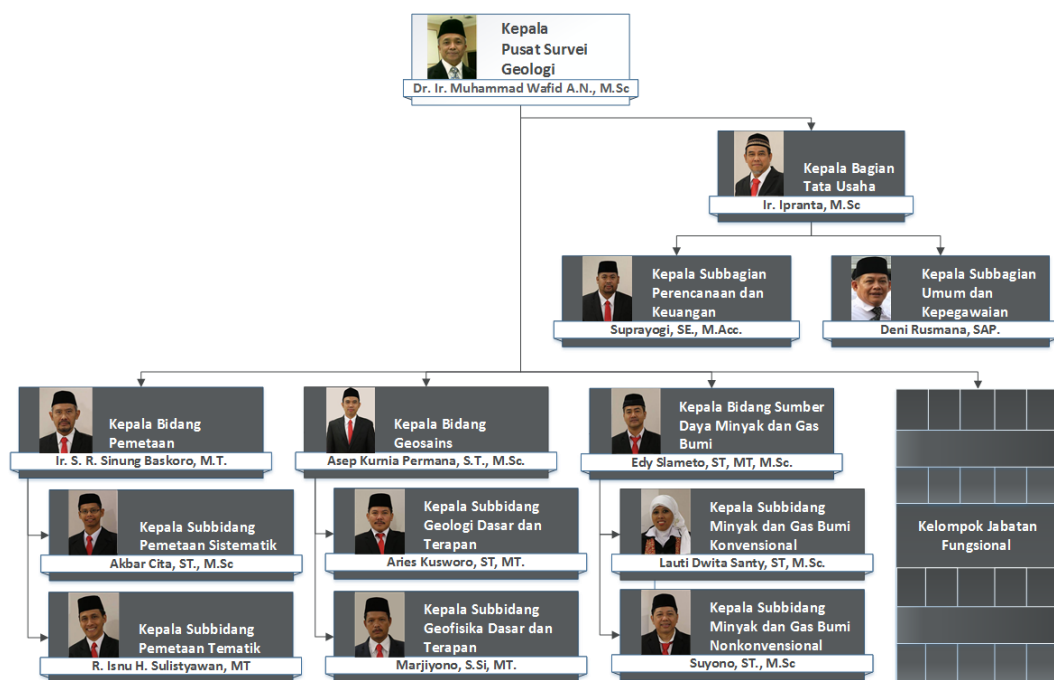 Kepala
Pusat Survei
Geologi
Dr. Ir. Muhammad Wafid A.N., M.Sc
Kepala Bagian
Tata Usaha
Ir. Ipranta, M.Sc
Kepala Subbagian
Perencanaan dan
Keuangan
Suprayogi, SE., M.Acc.
Kepala Subbagian
Umum dan
Kepegawaian
Deni Rusmana, SAP.
Kepala Bidang
Pemetaan
Ir. S. R. Sinung Baskoro, M.T.
Kepala Bidang
Geosains
Asep Kurnia Permana, S.T., M.Sc.
Kepala Bidang Sumber
Daya Minyak dan Gas
Bumi
Edy Slameto, ST, MT, M.Sc.
Kelompok Jabatan
Fungsional
Kepala Subbidang
Pemetaan Sistematik
Akbar Cita, ST., M.Sc
Kepala Subbidang
Geologi Dasar dan
Terapan
Aries Kusworo, ST, MT.
Kepala Subbidang
Minyak dan Gas Bumi
Konvensional
Lauti Dwita Santy, ST, M.Sc.
Kepala Subbidang
Pemetaan Tematik
R. Isnu H. Sulistyawan, MT
Kepala Subbidang
Geofisika Dasar dan
Terapan
Marjiyono, S.Si, MT.
Kepala Subbidang
Minyak dan Gas Bumi
Nonkonvensional
Suyono, ST., M.Sc